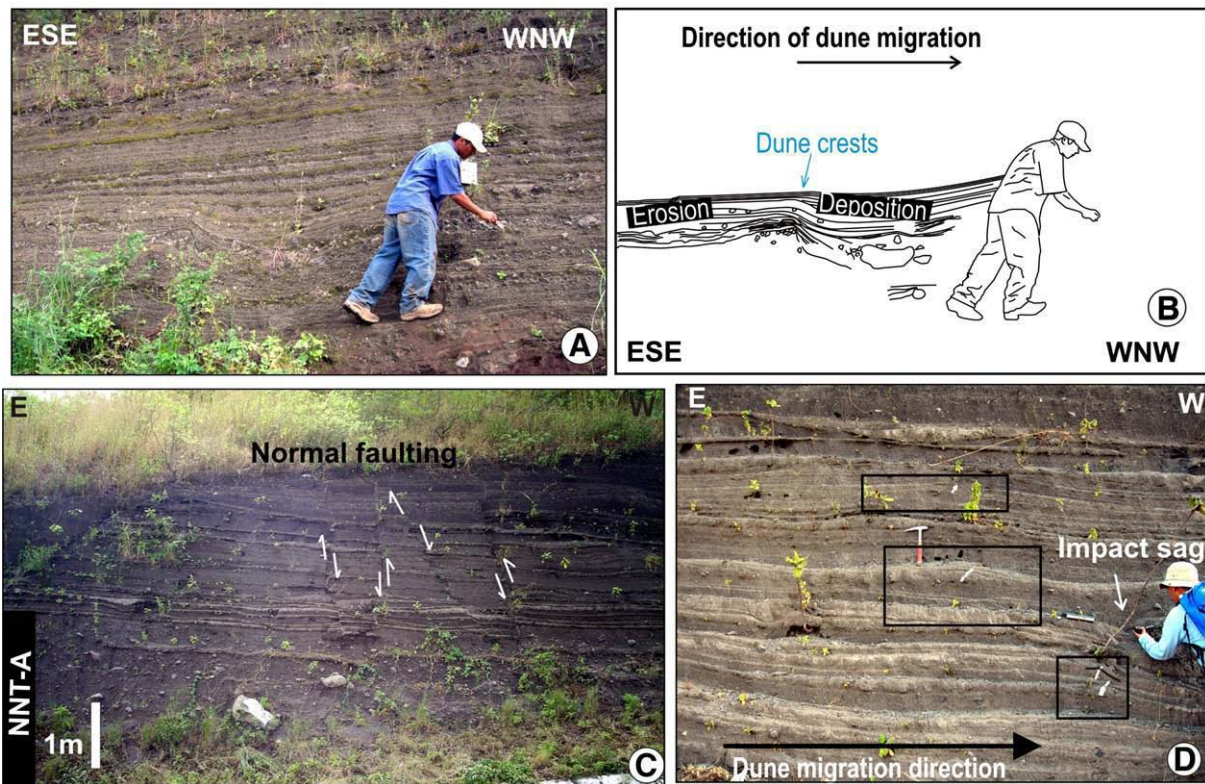 ESE
WNW
A
Direction of dune migration
Dune crests
Erosion
Deposition
B
ESE
WNW
E
W
Normal faulting
NNT-A
1m
C
E
W
Impact sag
Dune migration direction
D